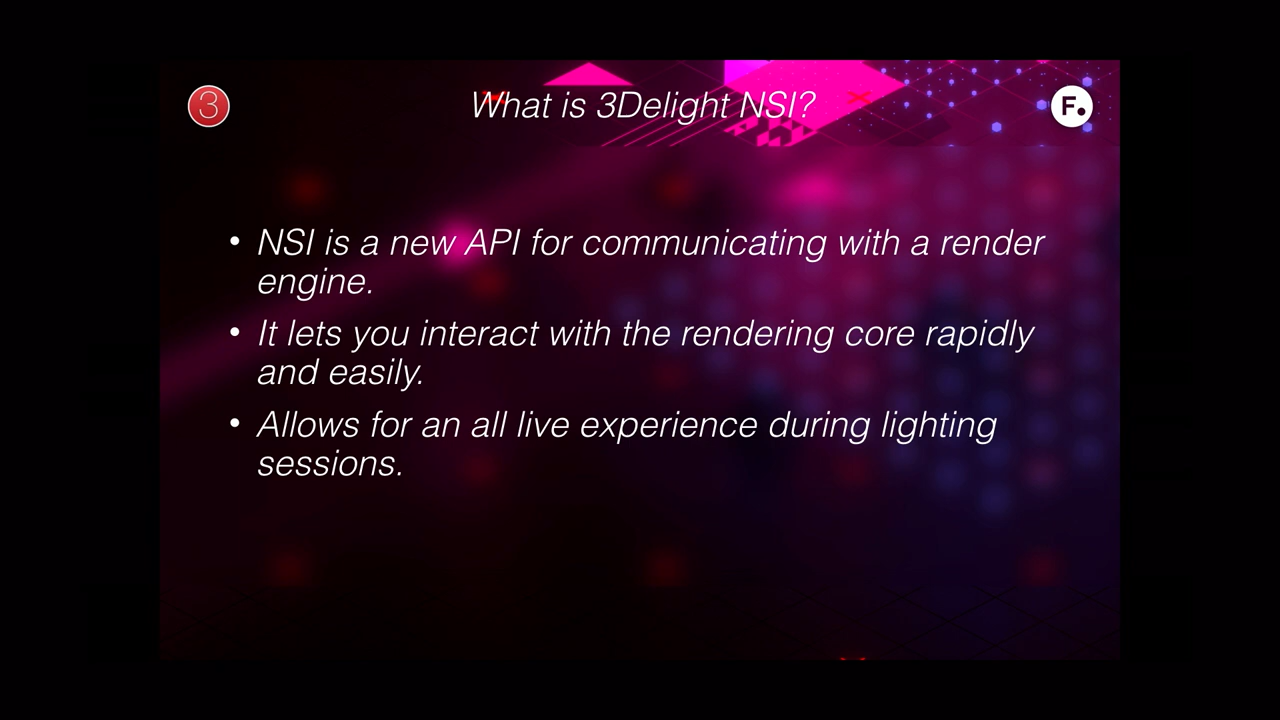 3
What is 3Delight NSI?
F.
• NSI is a new API for communicating with a render
engine.
• It lets you interact with the rendering core rapidly
and easily.
• Allows for an all live experience during lighting
sessions.